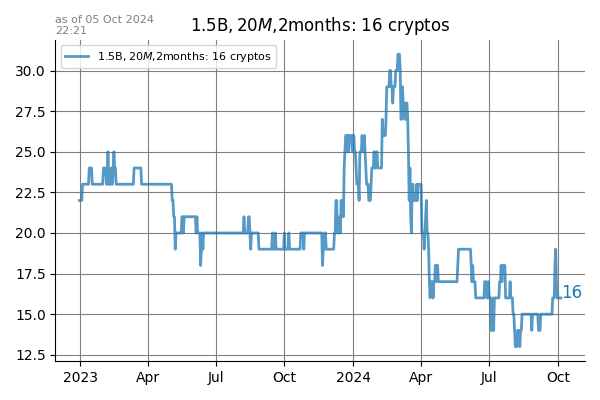 as of 05 Oct 2024
22:21
1.5B, 20M,2months: 16 cryptos
1.5B, 20M,2months: 16 cryptos
30.0
27.5
25.0
22.5
20.0
17.5
15.0
12.5
16
2023 Apr Jul Oct 2024 Apr Jul Oct